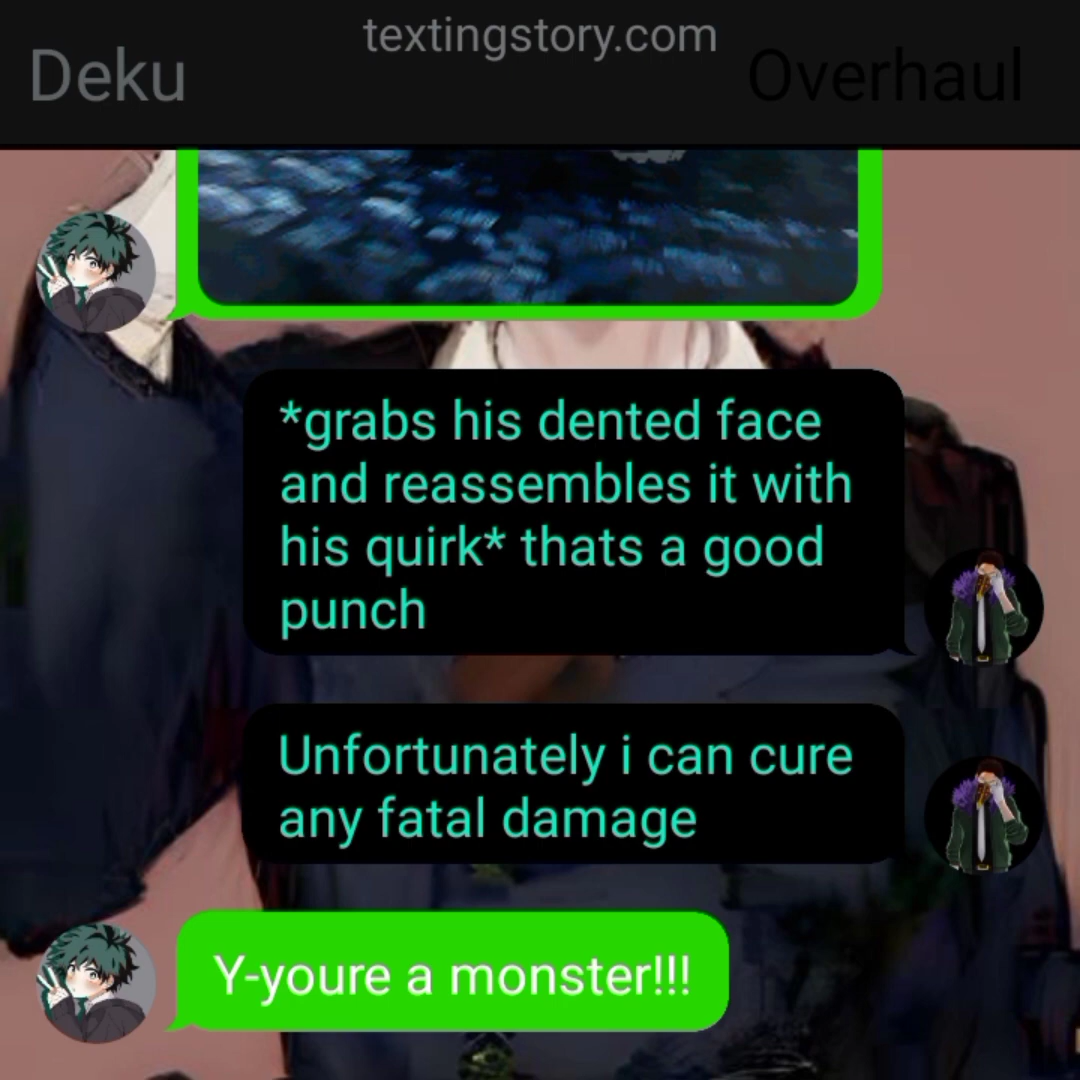 textingstory.com
Deku
Overhaul
*grabs his dented face
and reassembles it with
his quirk* thats a good
punch
Unfortunately i can cure
any fatal damage
Y-youre a monster!!!